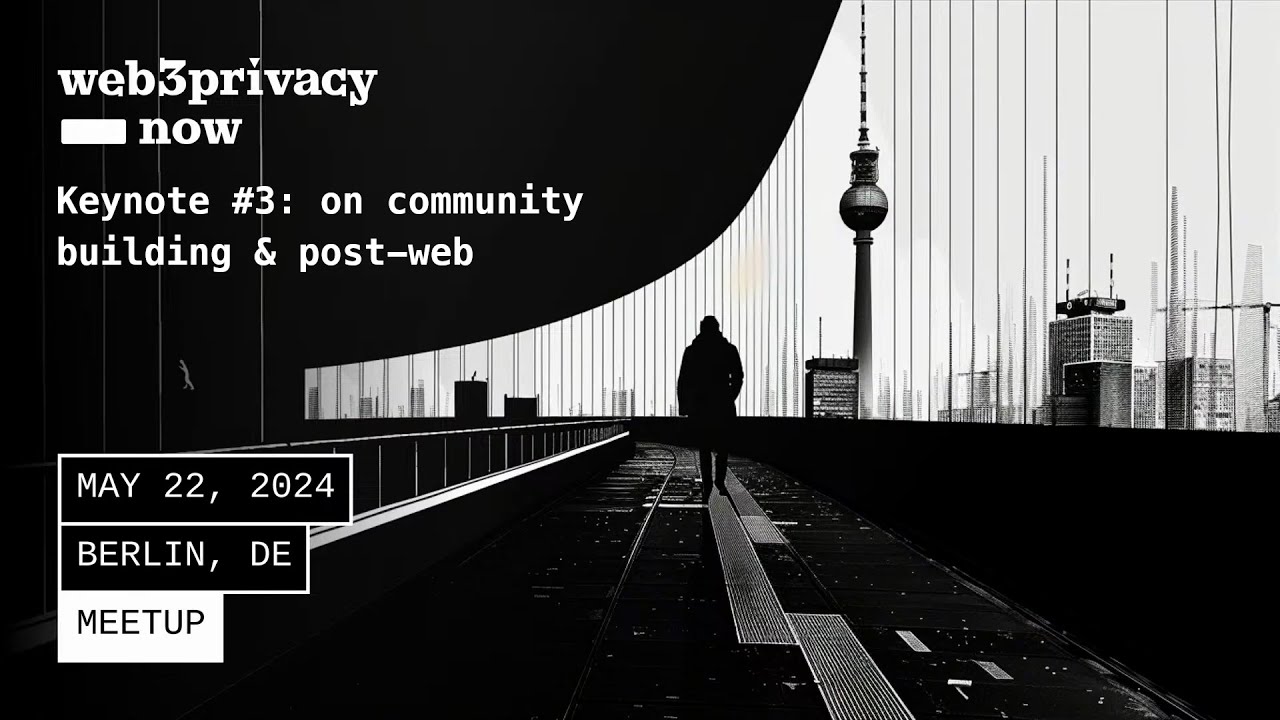 web3privacy
now
Keynote #3: on community
building & post-web
MAY 22, 2024
BERLIN, DE
MEETUP